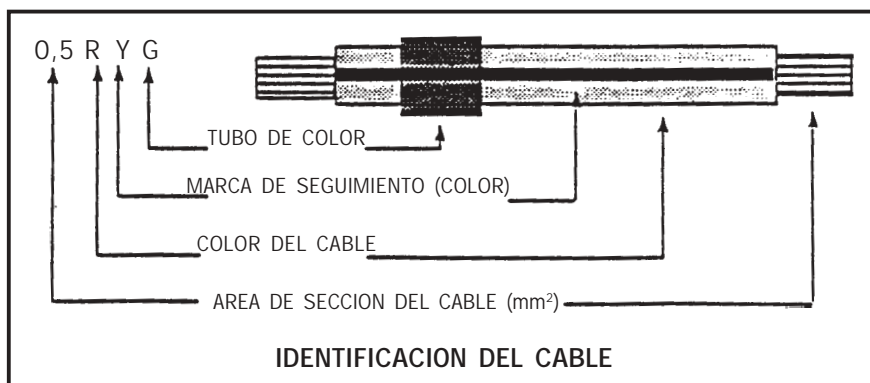 0,5 R Y G
TUBO DE COLOR
MARCA DE SEGUIMIENTO (COLOR)
COLOR DEL CABLE
AREA DE SECCION DEL CABLE (mm²)
IDENTIFICACION DEL CABLE